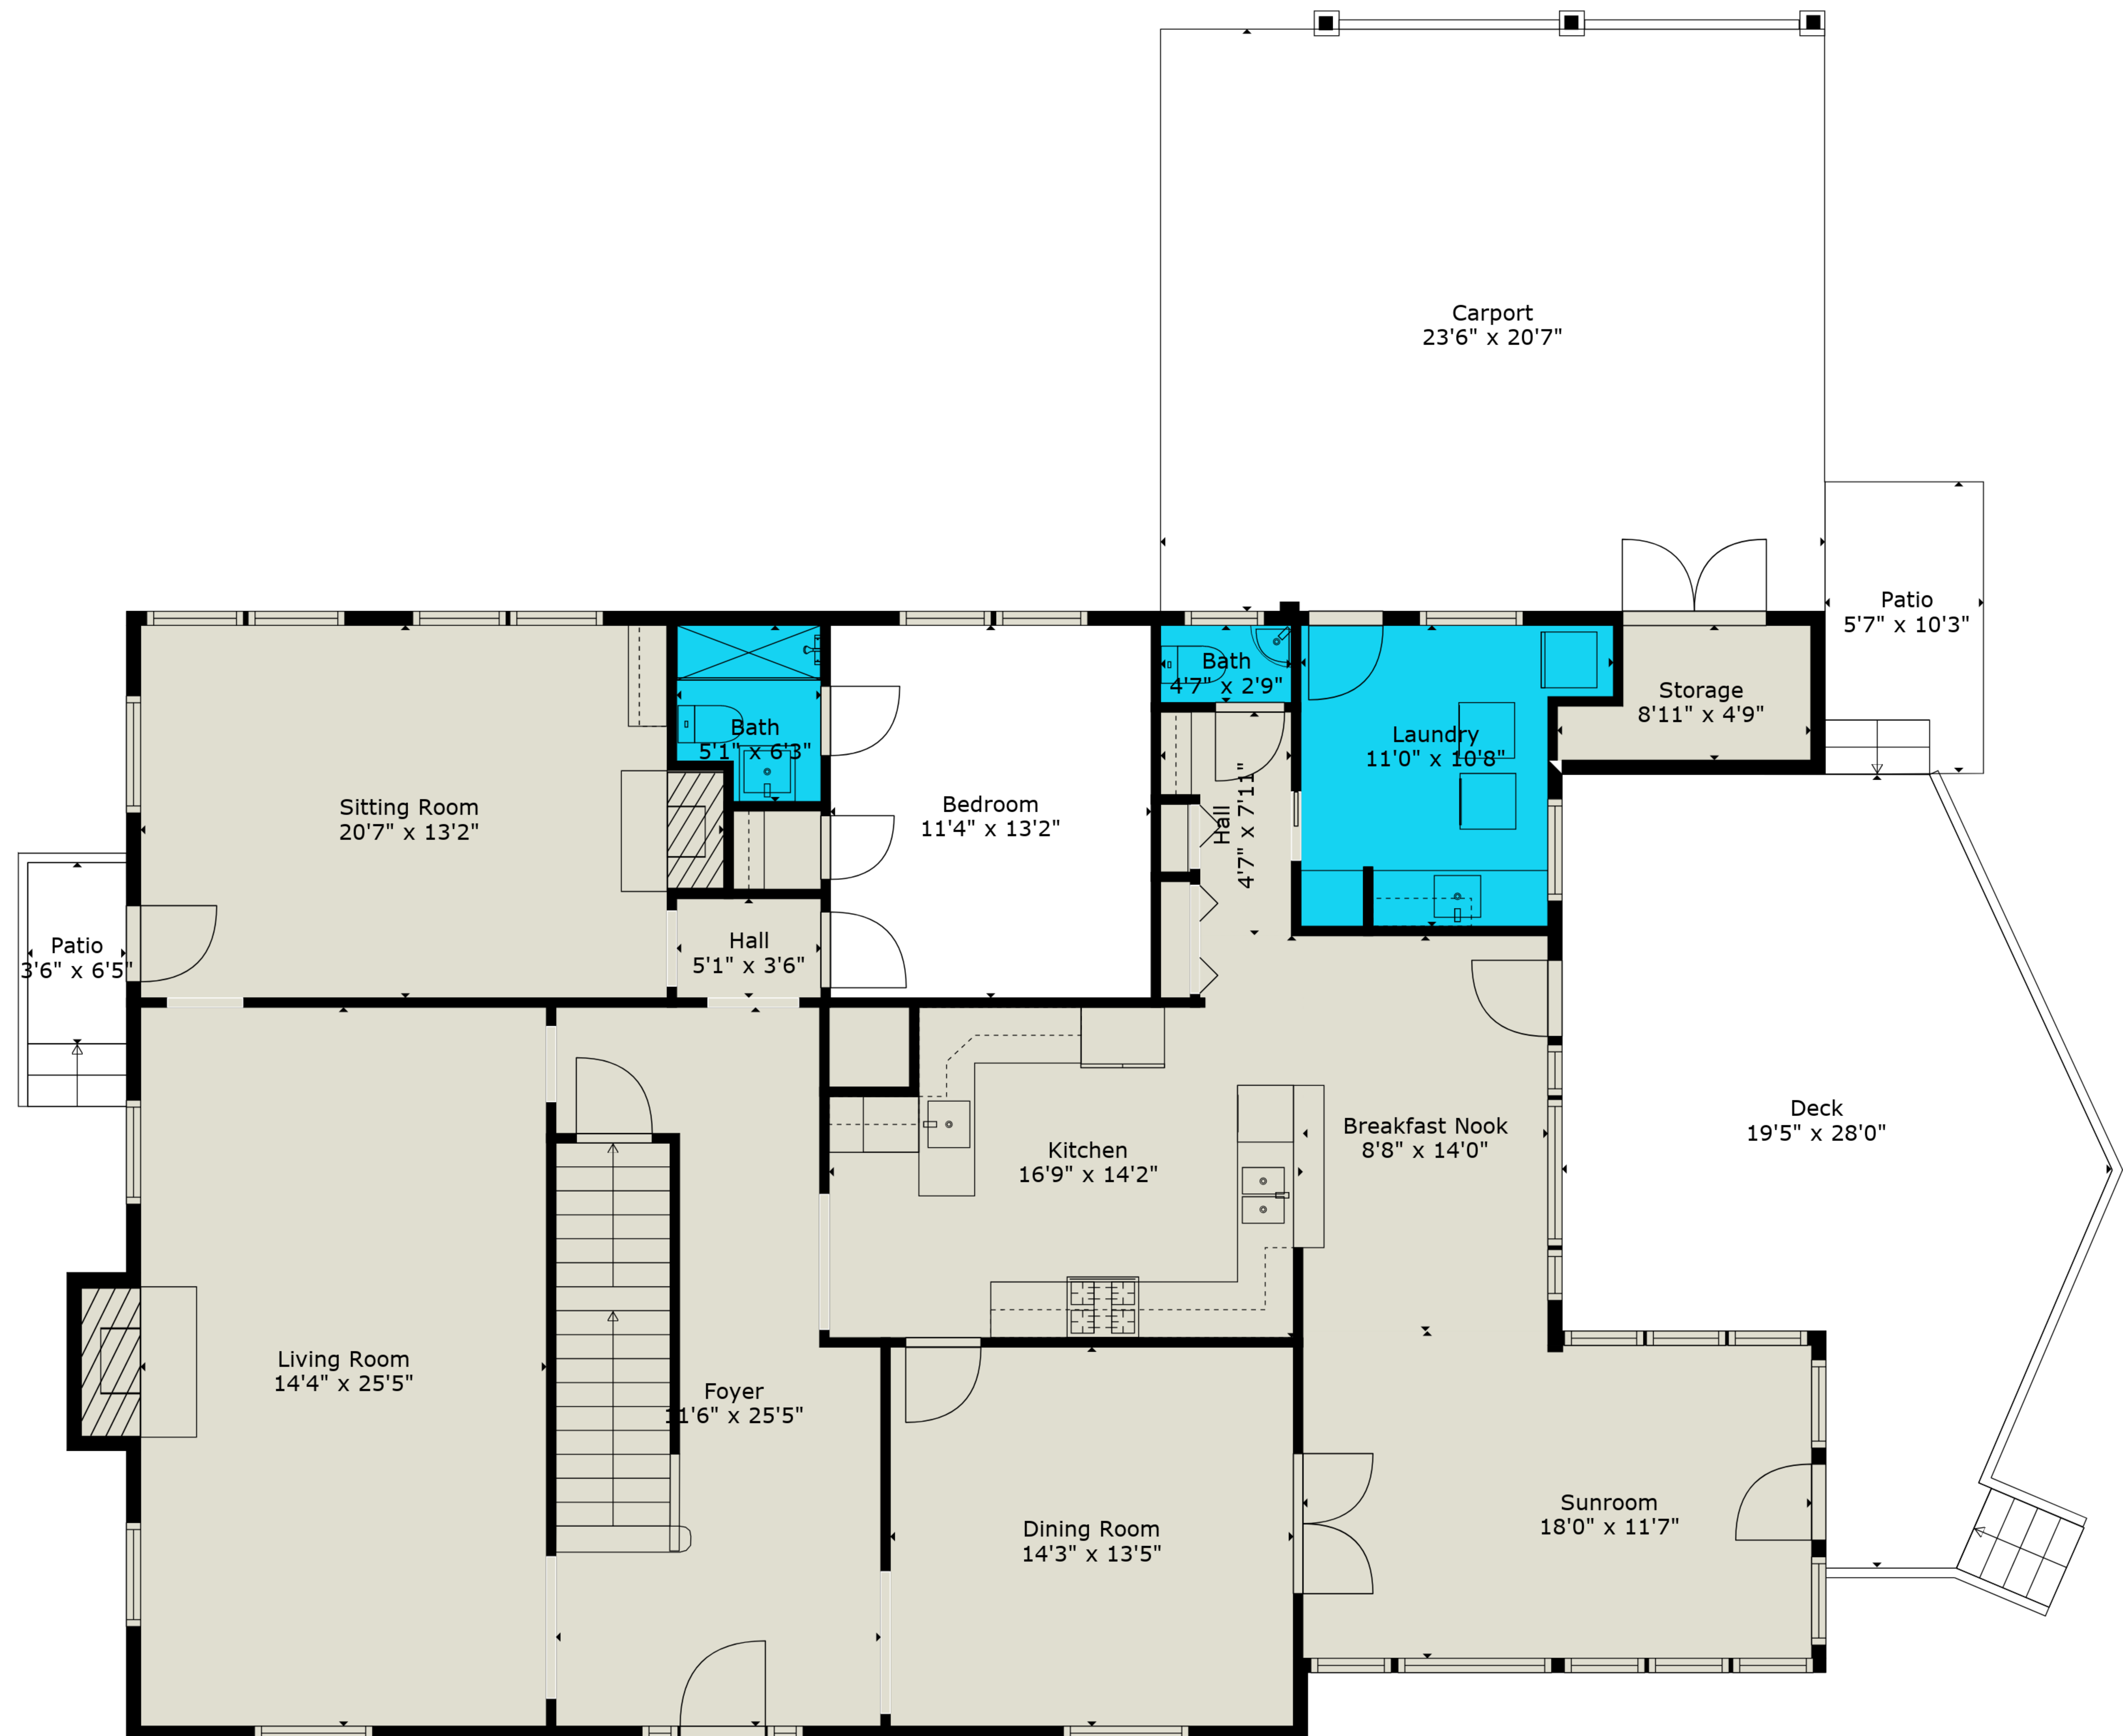 Carport
23'6" x 20'7"
Patio
5'7" x 10'3"
Bath
4'7" x 2'9"
Storage
8'11" x 4'9"
Bath
5'1" x 6'3"
Laundry
11'0" x 10'8"
Sitting Room
20'7" x 13'2"
Bedroom
11'4" x 13'2"
Hall
4'7" x 7'11"
Patio
3'6" x 6'5"
Hall
5'1" x 3'6"
Kitchen
16'9" x 14'2"
Breakfast Nook
8'8" x 14'0"
Deck
19'5" x 28'0"
Living Room
14'4" x 25'5"
Foyer
11'6" x 25'5"
Dining Room
14'3" x 13'5"
Sunroom
18'0" x 11'7"